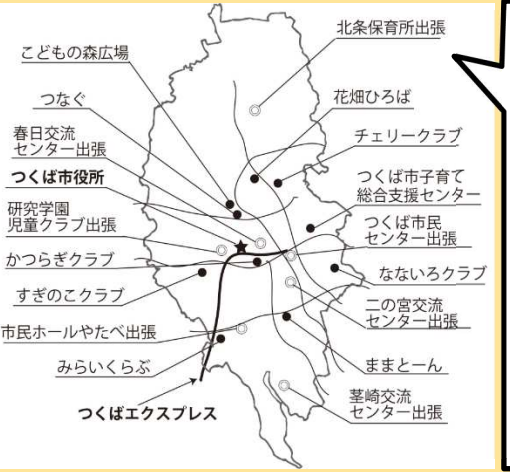 北条保育所出張
こどもの森広場
つなぐ
花畑ひろば
春日交流
センター出張
チェリークラブ
つくば市役所
つくば市子育て
総合支援センター
研究学園
児童クラブ出張
つくば市民
センター出張
かつらぎクラブ
なないろクラブ
すぎのこクラブ
二の宮交流
センター出張
市民ホールやたべ出張
みらいくらぶ
ままとーん
つくばエクスプレス
茎崎交流
センター出張